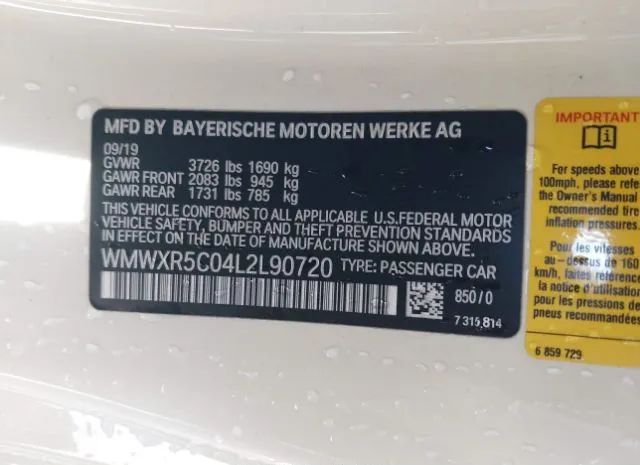 MFD BY BAYERISCHE MOTOREN WERKE AG
09/19
GVWR 3726 lbs 1690 kg
GAWR FRONT 2083 lbs 945 kg
GAWR REAR 1731 lbs 785 kg
THIS VEHICLE CONFORMS TO ALL APPLICABLE U.S.FEDERAL MOTOR
VEHICLE SAFETY, BUMPER AND THEFT PREVENTION STANDARDS
IN EFFECT ON THE DATE OF MANUFACTURE SHOWN ABOVE.
WMWXR5C04L2L90720 TYPE: PASSENGER CAR
850/0
7 315 814
IMPORTANT
For speeds above
100mph, please refe
the Owner's Manual
recommended tire
inflation pressures.
Pour les vitesses
au-dessus de 160
km/h, faites référence
la notice d'utilisation
pour les pressions de
pneus recommandées
6 859 729